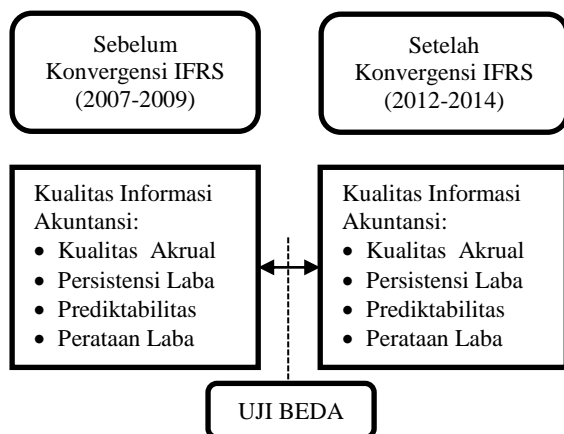 Sebelum
Konvergensi IFRS
(2007-2009)
Setelah
Konvergensi IFRS
(2012-2014)
Kualitas Informasi
Akuntansi:
• Kualitas Akrual
• Persistensi Laba
• Prediktabilitas
• Perataan Laba
Kualitas Informasi
Akuntansi:
• Kualitas Akrual
• Persistensi Laba
• Prediktabilitas
• Perataan Laba
UJI BEDA